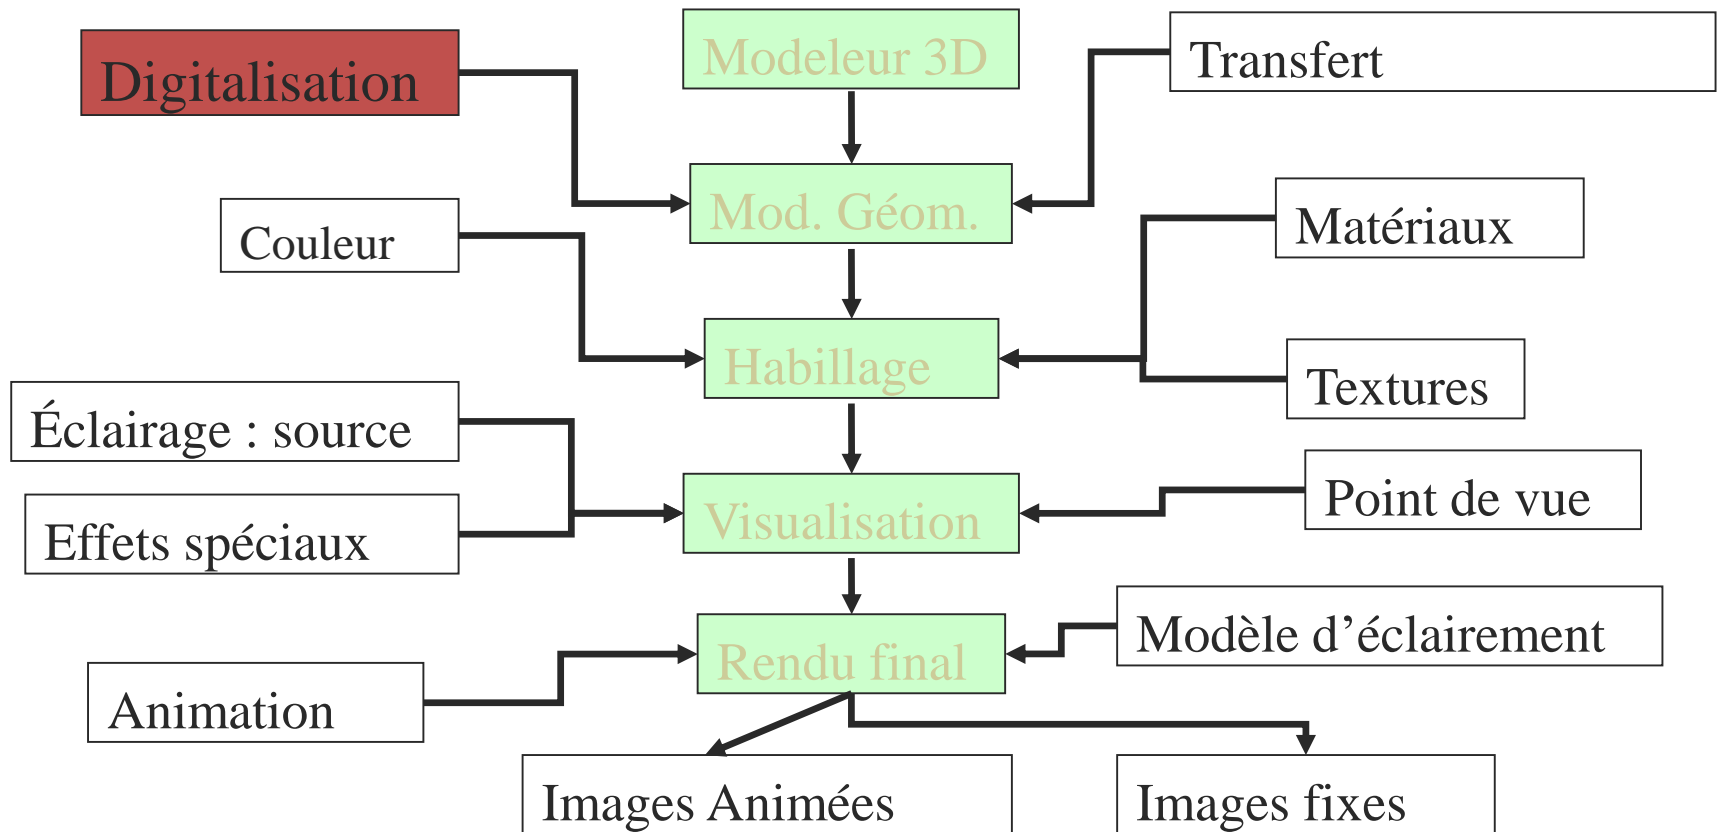 Digitalisation
Modeleur 3D
Transfert
Mod. Géom.
Couleur
Matériaux
Habillage
Textures
Éclairage : source
Effets spéciaux
Visualisation
Point de vue
Rendu final
Modèle d’éclairement
Animation
Images Animées
Images fixes